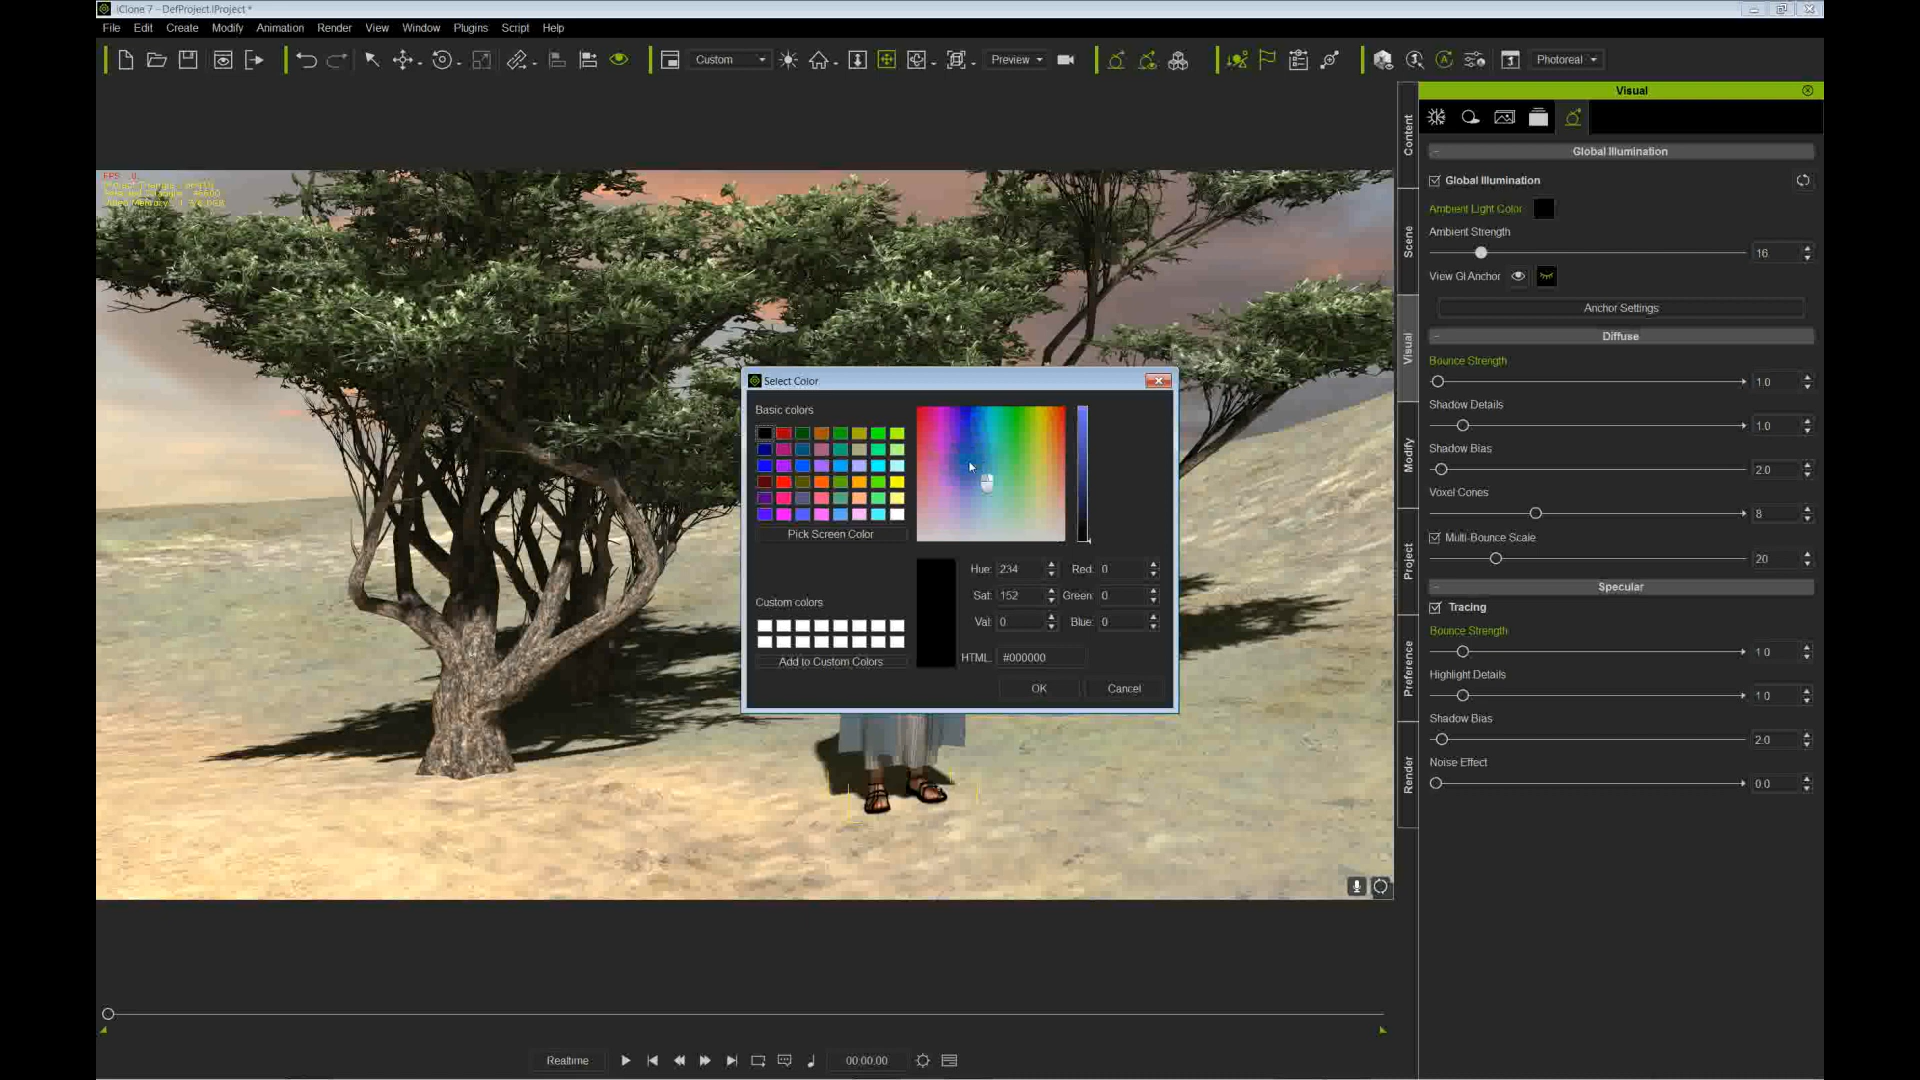 iClone 7 - DefProject.iProject *
File Edit Create Modify Animation Render View Window Plugins Script Help
Custom Preview Photoreal
Visual
Content
Scene
Visual
Modify
Project
Preference
Render
Global Illumination
Global Illumination
Ambient Light Color
Ambient Strength
16
View GI Anchor
Anchor Settings
Diffuse
Bounce Strength
1.0
Shadow Details
1.0
Shadow Bias
2.0
Voxel Cones
8
Multi-Bounce Scale
20
Specular
Tracing
Bounce Strength
1.0
Highlight Details
1.0
Shadow Bias
2.0
Noise Effect
0.0
Select Color
Basic colors
Pick Screen Color
Custom colors
Add to Custom Colors
Hue: 234 Red: 0
Sat: 152 Green: 0
Val: 0 Blue: 0
HTML: #000000
OK Cancel
Realtime 00:00:00